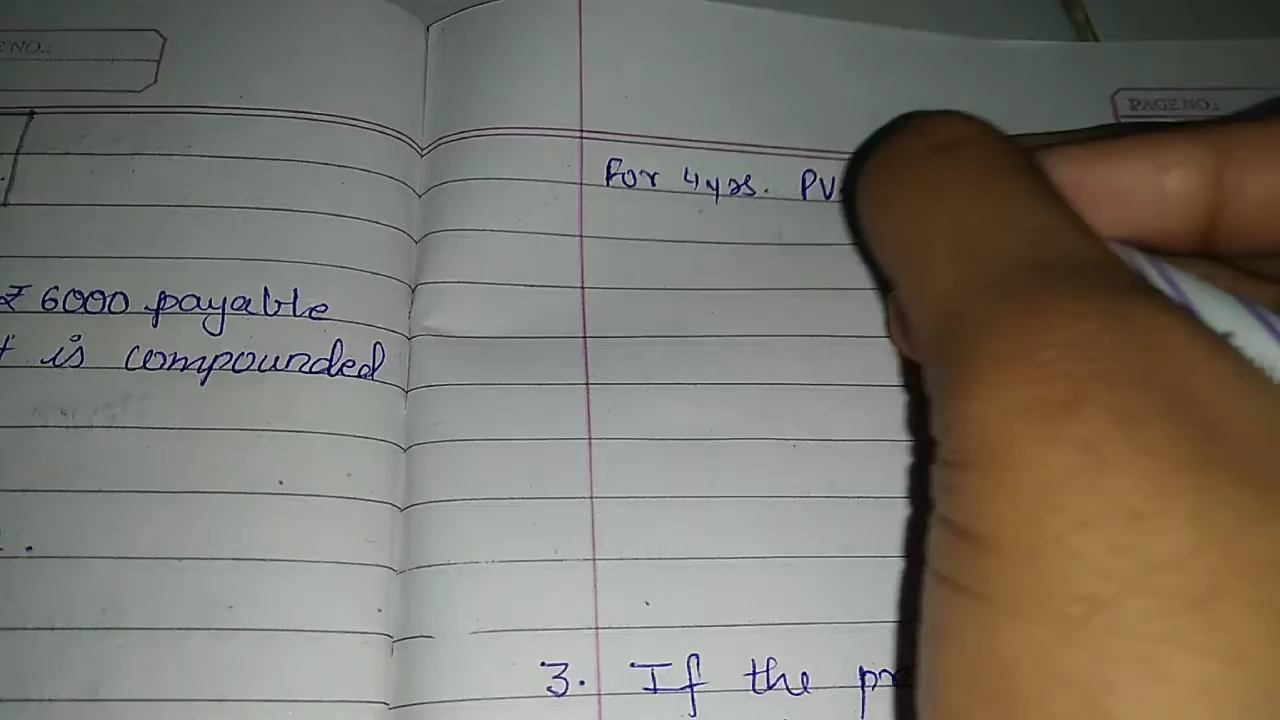 E NO.:
₹ 6000 payable
is compounded
PAGE NO.:
For 4yrs. PV
3. If the